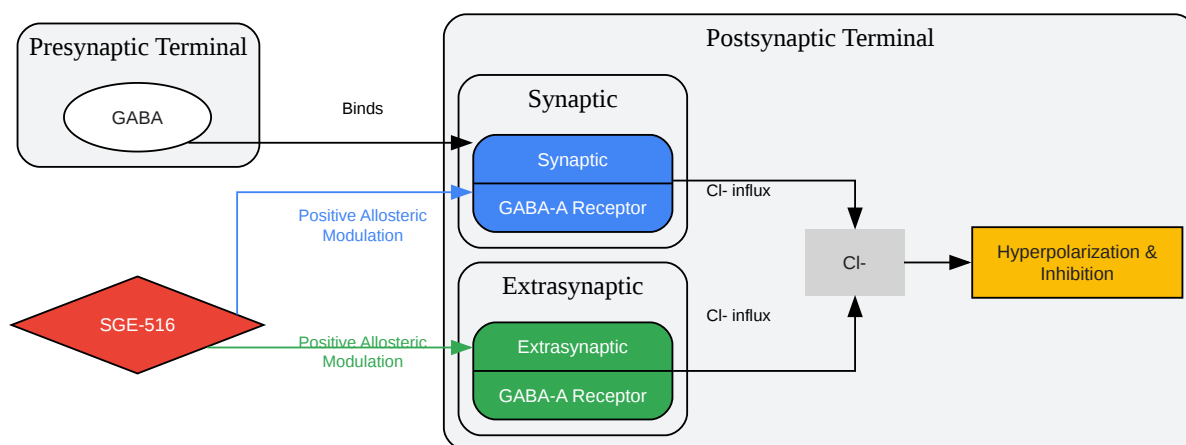 Presynaptic Terminal
GABA
Binds
Postsynaptic Terminal
Synaptic
Synaptic
GABA-A Receptor
Cl- influx
Positive Allosteric
Modulation
SGE-516
Positive Allosteric
Modulation
Extrasynaptic
Extrasynaptic
GABA-A Receptor
Cl- influx
Cl-
Hyperpolarization &
Inhibition